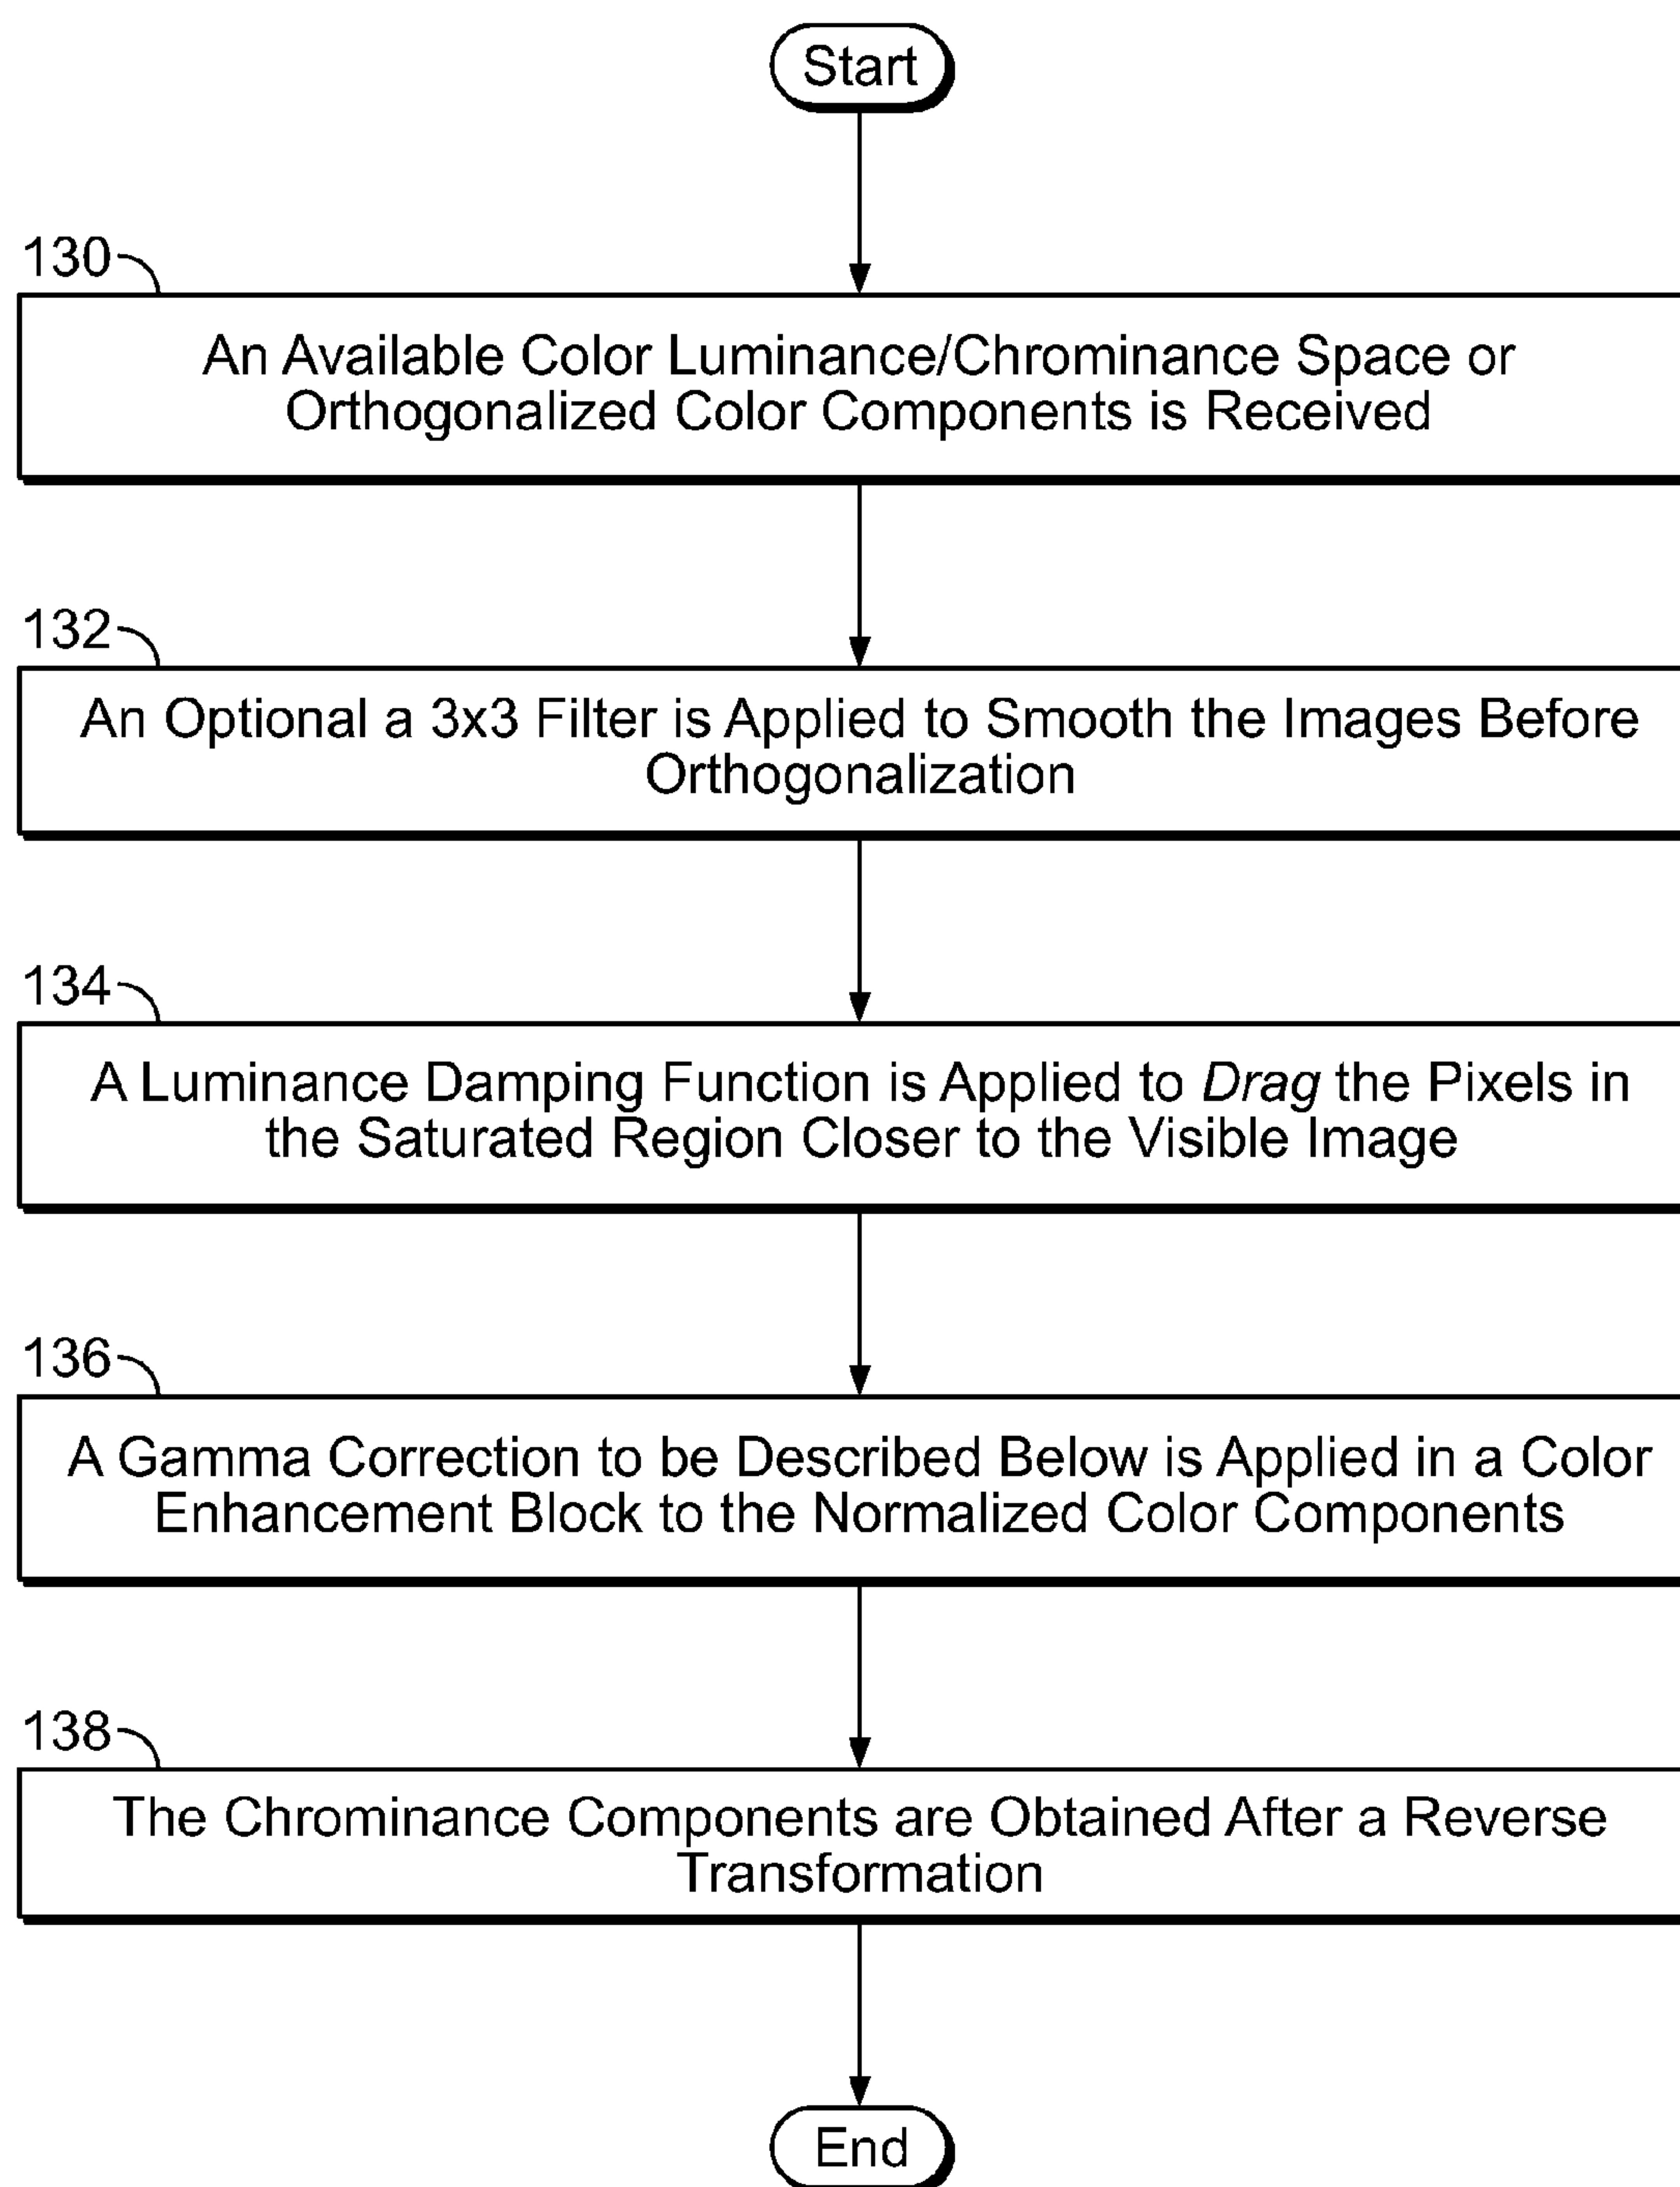 Start
130
An Available Color Luminance/Chrominance Space or
Orthogonalized Color Components is Received
132
An Optional a 3x3 Filter is Applied to Smooth the Images Before
Orthogonalization
134
A Luminance Damping Function is Applied to Drag the Pixels in
the Saturated Region Closer to the Visible Image
136
A Gamma Correction to be Described Below is Applied in a Color
Enhancement Block to the Normalized Color Components
138
The Chrominance Components are Obtained After a Reverse
Transformation
End